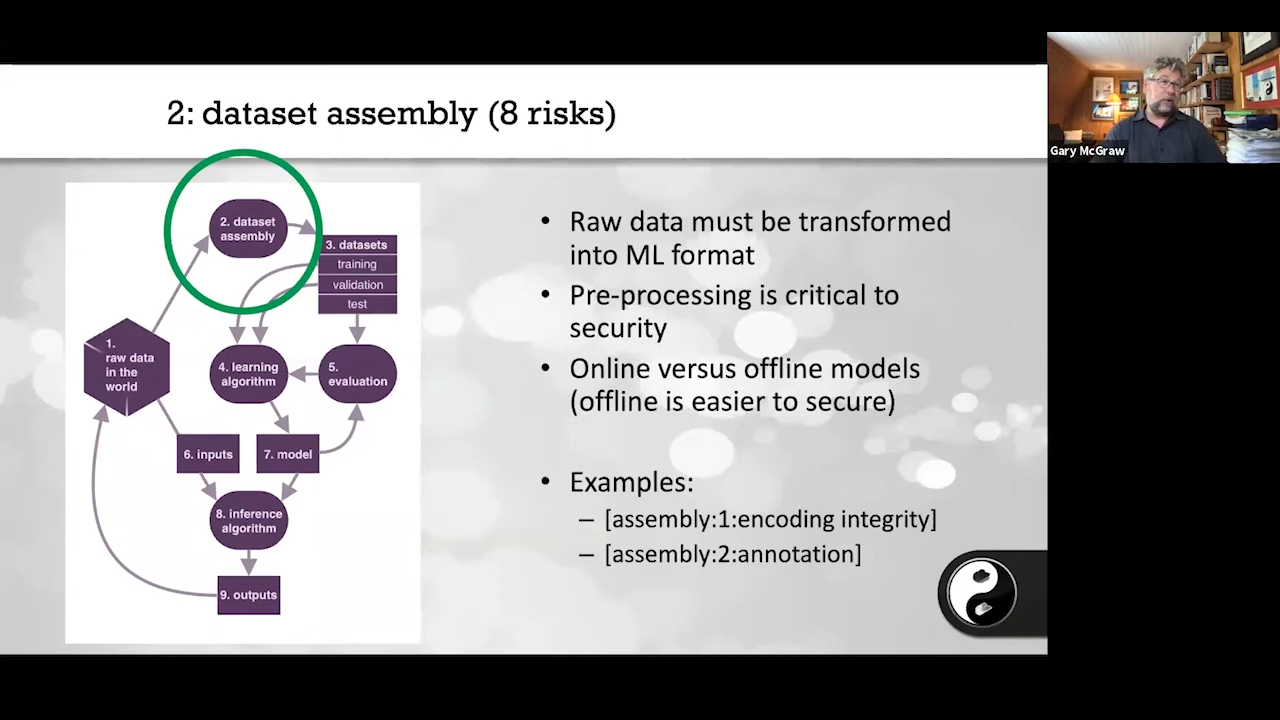 2: dataset assembly (8 risks)
2. dataset
assembly
3. datasets
training
validation
test
1.
raw data
in the
world
4. learning
algorithm
5.
evaluation
6. inputs
7. model
8. inference
algorithm
9. outputs
• Raw data must be transformed
into ML format
• Pre-processing is critical to
security
• Online versus offline models
(offline is easier to secure)
• Examples:
– [assembly:1:encoding integrity]
– [assembly:2:annotation]
Gary McGraw